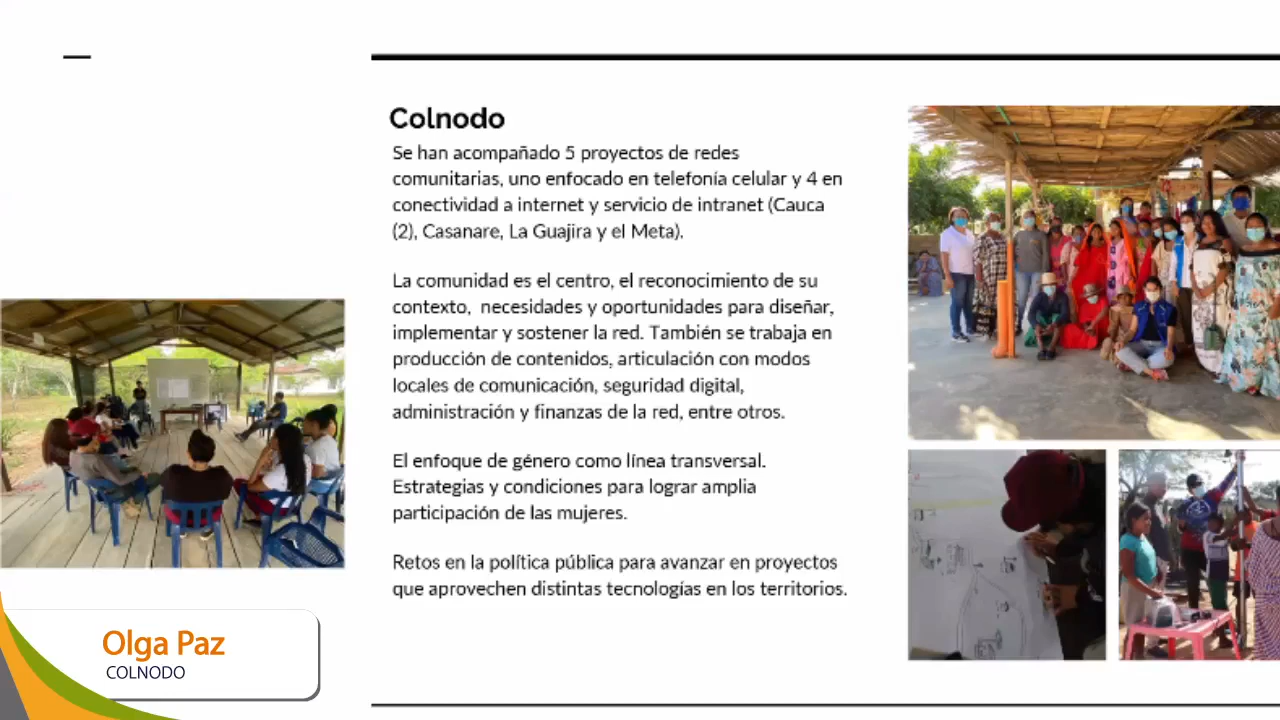 Colnodo
Se han acompañado 5 proyectos de redes
comunitarias, uno enfocado en telefonía celular y 4 en
conectividad a internet y servicio de intranet (Cauca
(2), Casanare, La Guajira y el Meta).
La comunidad es el centro, el reconocimiento de su
contexto, necesidades y oportunidades para diseñar,
implementar y sostener la red. También se trabaja en
producción de contenidos, articulación con modos
locales de comunicación, seguridad digital,
administración y finanzas de la red, entre otros.
El enfoque de género como línea transversal.
Estrategias y condiciones para lograr amplia
participación de las mujeres.
Retos en la política pública para avanzar en proyectos
que aprovechen distintas tecnologías en los territorios.
Olga Paz
COLNODO